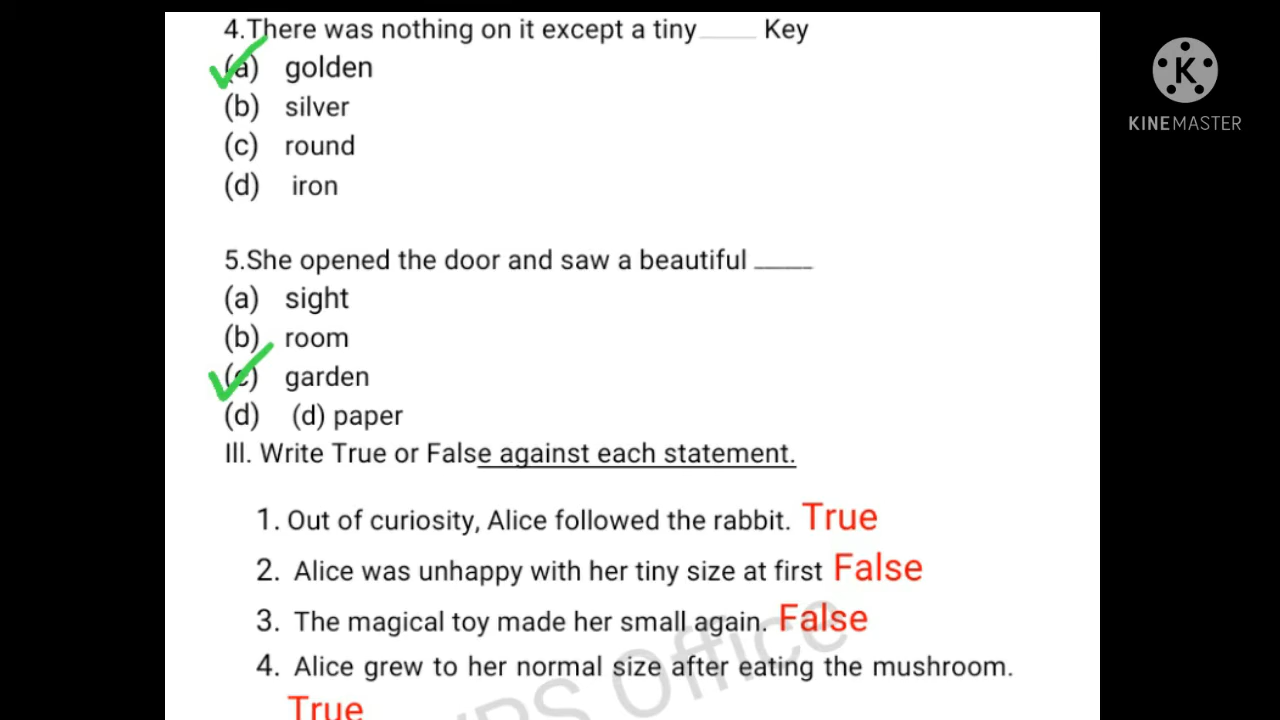 4.There was nothing on it except a tiny____ Key
(a) golden
(b) silver
(c) round
(d) iron
5.She opened the door and saw a beautiful ____
(a) sight
(b) room
(c) garden
(d) (d) paper
III. Write True or False against each statement.
1. Out of curiosity, Alice followed the rabbit. True
2. Alice was unhappy with her tiny size at first False
3. The magical toy made her small again. False
4. Alice grew to her normal size after eating the mushroom.
True
WPS Office
KINEMASTER